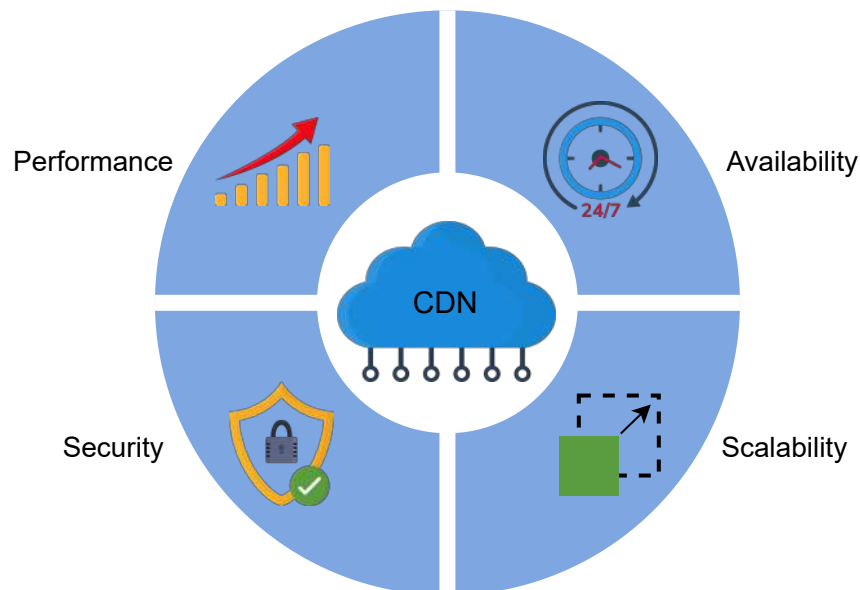 Performance
Availability
24/7
CDN
Security
Scalability